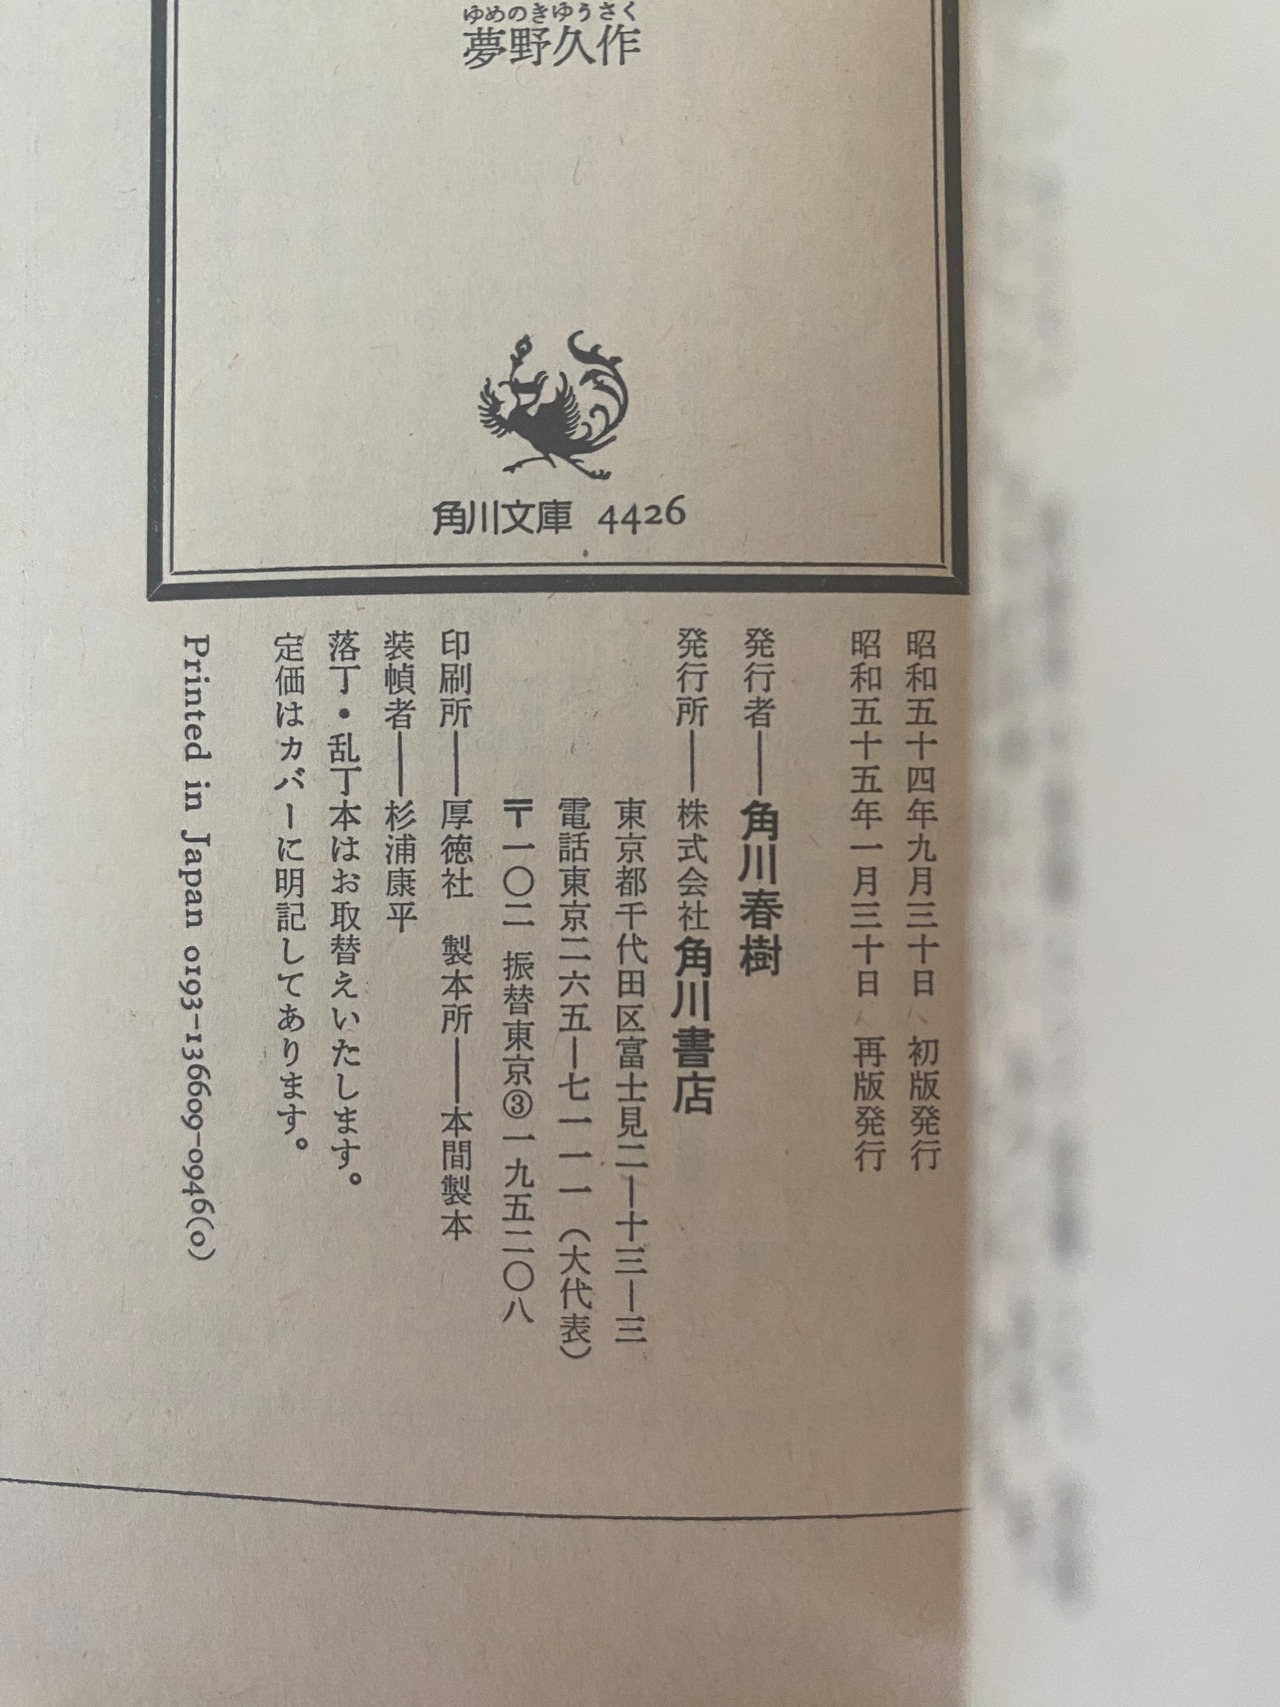 ゆめのきゆうさく
夢野久作
角川文庫 4426
昭和五十四年九月三十日 初版発行
昭和五十五年一月三十日 再版発行
発行者――角川春樹
発行所――株式会社角川書店
東京都千代田区富士見二―十三―三
電話東京二六五―七一一一(大代表)
〒一〇二 振替東京③一九五二〇八
印刷所――厚徳社 製本所――本間製本
装幀者――杉浦康平
落丁・乱丁本はお取替えいたします。
定価はカバーに明記してあります。
Printed in Japan 0193-136609-0946(0)